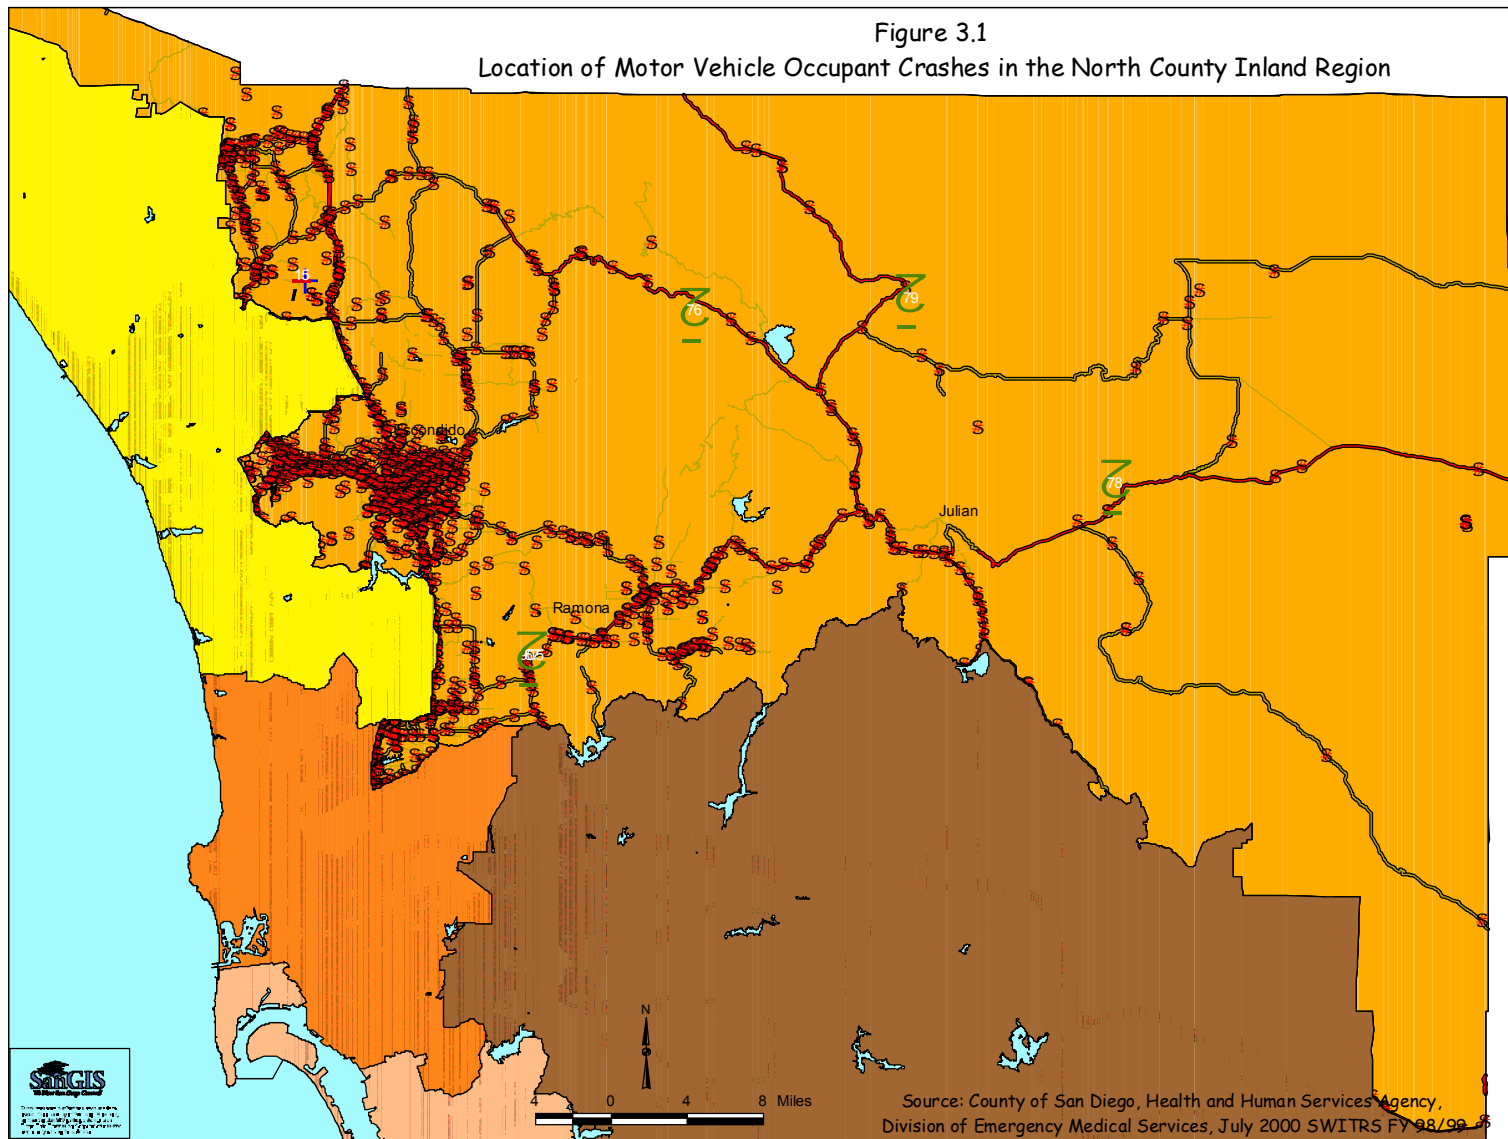 Figure 3.1
Location of Motor Vehicle Occupant Crashes in the North County Inland Region
15
79
76
Escondido
78
Julian
Ramona
N
4 0 4 8 Miles
SanGIS
Source: County of San Diego, Health and Human Services Agency,
Division of Emergency Medical Services, July 2000 SWITRS FY 98/99